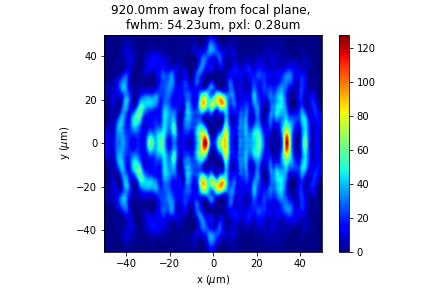 920.0mm away from focal plane,
fwhm: 54.23um, pxl: 0.28um
40
20
0
−20
−40
y (μm)
−40 −20 0 20 40
x (μm)
120
100
80
60
40
20
0